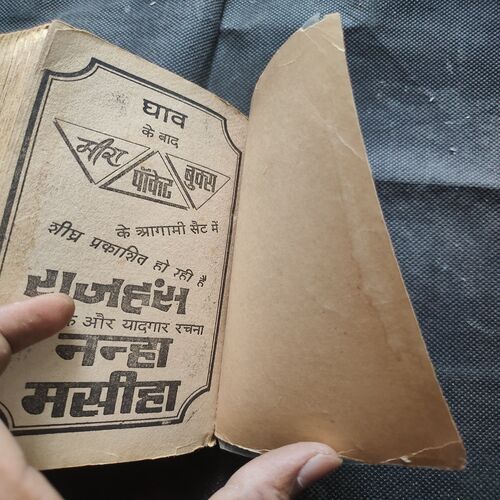 घाव
के बाद
मीरा
पॉकेट
बुक्स
के आगामी सैट में
शीघ्र प्रकाशित हो रही है
राजहंस
और यादगार रचना
नन्हा
मसीहा